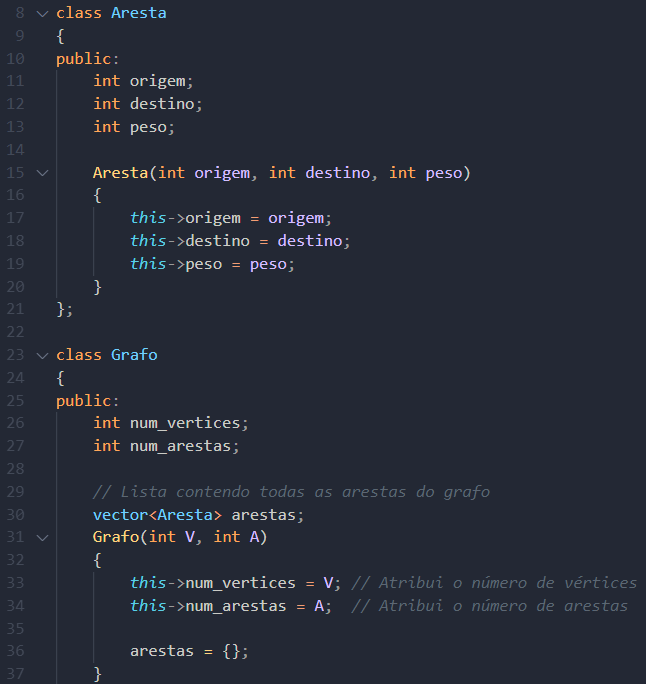 8 class Aresta
9 {
10 public:
11     int origem;
12     int destino;
13     int peso;
14
15     Aresta(int origem, int destino, int peso)
16     {
17         this->origem = origem;
18         this->destino = destino;
19         this->peso = peso;
20     }
21 };
22
23 class Grafo
24 {
25 public:
26     int num_vertices;
27     int num_arestas;
28
29     // Lista contendo todas as arestas do grafo
30     vector<Aresta> arestas;
31     Grafo(int V, int A)
32     {
33         this->num_vertices = V; // Atribui o número de vértices
34         this->num_arestas = A;  // Atribui o número de arestas
35
36         arestas = {};
37     }